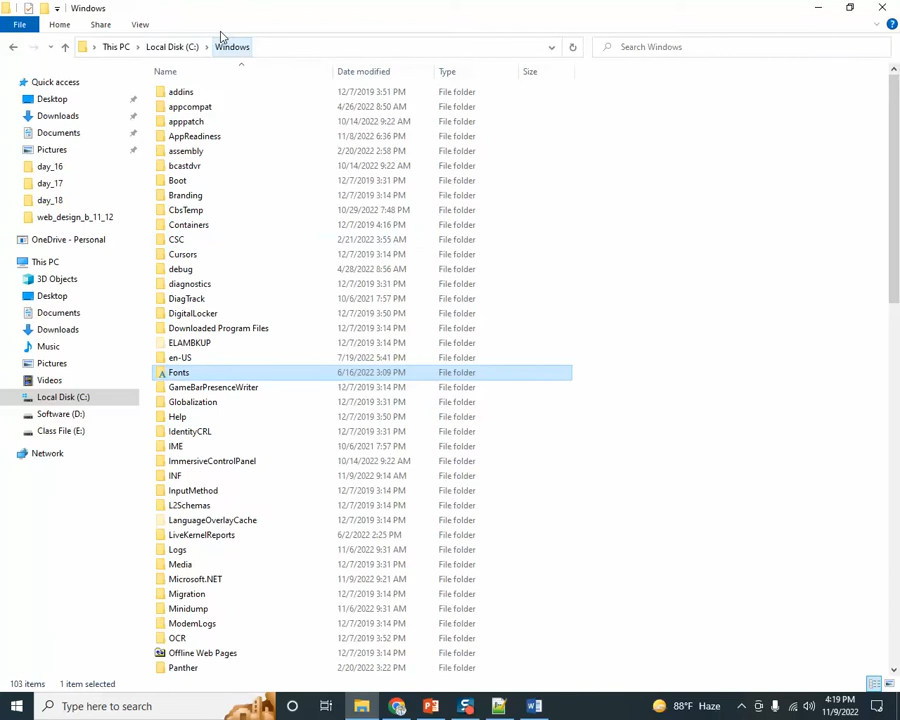 Windows
File Home Share View
This PC Local Disk (C:) Windows Search Windows
Name Date modified Type Size
Quick access
Desktop
Downloads
Documents
Pictures
day_16
day_17
day_18
web_design_b_11_12
OneDrive - Personal
This PC
3D Objects
Desktop
Documents
Downloads
Music
Pictures
Videos
Local Disk (C:)
Software (D:)
Class File (E:)
Network
addins 12/7/2019 3:51 PM File folder
appcompat 4/26/2022 8:50 AM File folder
apppatch 10/14/2022 9:22 AM File folder
AppReadiness 11/8/2022 6:36 PM File folder
assembly 2/20/2022 2:58 PM File folder
bcastdvr 10/14/2022 9:22 AM File folder
Boot 12/7/2019 3:31 PM File folder
Branding 12/7/2019 3:14 PM File folder
CbsTemp 10/29/2022 7:48 PM File folder
Containers 12/7/2019 4:16 PM File folder
CSC 2/21/2022 3:55 AM File folder
Cursors 12/7/2019 3:14 PM File folder
debug 4/28/2022 8:56 AM File folder
diagnostics 12/7/2019 3:31 PM File folder
DiagTrack 10/6/2021 7:57 PM File folder
DigitalLocker 12/7/2019 3:50 PM File folder
Downloaded Program Files 12/7/2019 3:14 PM File folder
ELAMBKUP 12/7/2019 3:14 PM File folder
en-US 7/19/2022 5:41 PM File folder
Fonts 6/16/2022 3:09 PM File folder
GameBarPresenceWriter 12/7/2019 3:14 PM File folder
Globalization 12/7/2019 3:31 PM File folder
Help 12/7/2019 3:50 PM File folder
IdentityCRL 12/7/2019 3:31 PM File folder
IME 10/6/2021 7:57 PM File folder
ImmersiveControlPanel 10/14/2022 9:22 AM File folder
INF 11/9/2022 9:14 AM File folder
InputMethod 12/7/2019 3:14 PM File folder
L2Schemas 12/7/2019 3:14 PM File folder
LanguageOverlayCache 12/7/2019 3:14 PM File folder
LiveKernelReports 6/2/2022 2:25 PM File folder
Logs 11/6/2022 9:31 AM File folder
Media 12/7/2019 3:31 PM File folder
Microsoft.NET 11/9/2022 9:21 AM File folder
Migration 12/7/2019 3:14 PM File folder
Minidump 11/6/2022 9:31 AM File folder
ModemLogs 12/7/2019 3:14 PM File folder
OCR 12/7/2019 3:52 PM File folder
Offline Web Pages 12/7/2019 3:14 PM File folder
Panther 2/20/2022 3:22 PM File folder
103 items 1 item selected
Type here to search
88°F Haze
4:19 PM
11/9/2022